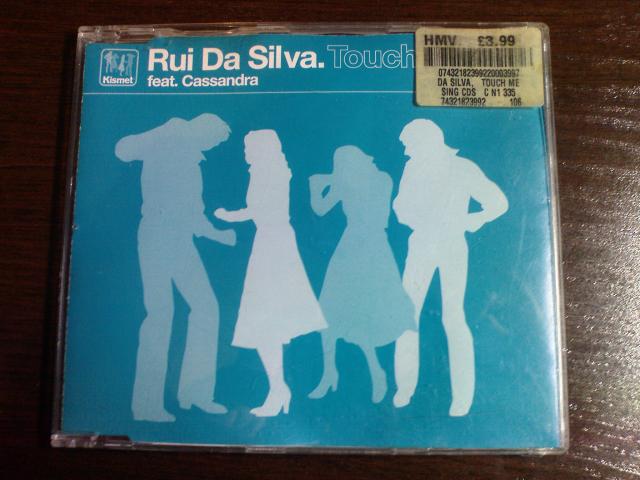 Rui Da Silva. Touch
feat. Cassandra
Kismet
HMV £3.99
07432182399220003997
DA SILVA, TOUCH ME
SING CDS C N1 335
74321823992 106